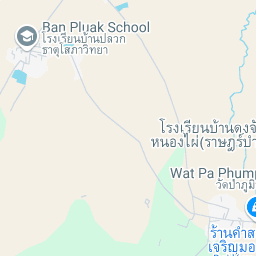 Ban Pluak School
โรงเรียนบ้านปลวก
ธาตุโสภาวิทยา
โรงเรียนบ้านดงจั
หนองไผ่(ราษฎร์บำ
Wat Pa Phump
วัดป่าภูมิ
ร้านคำส
เจริญมอ